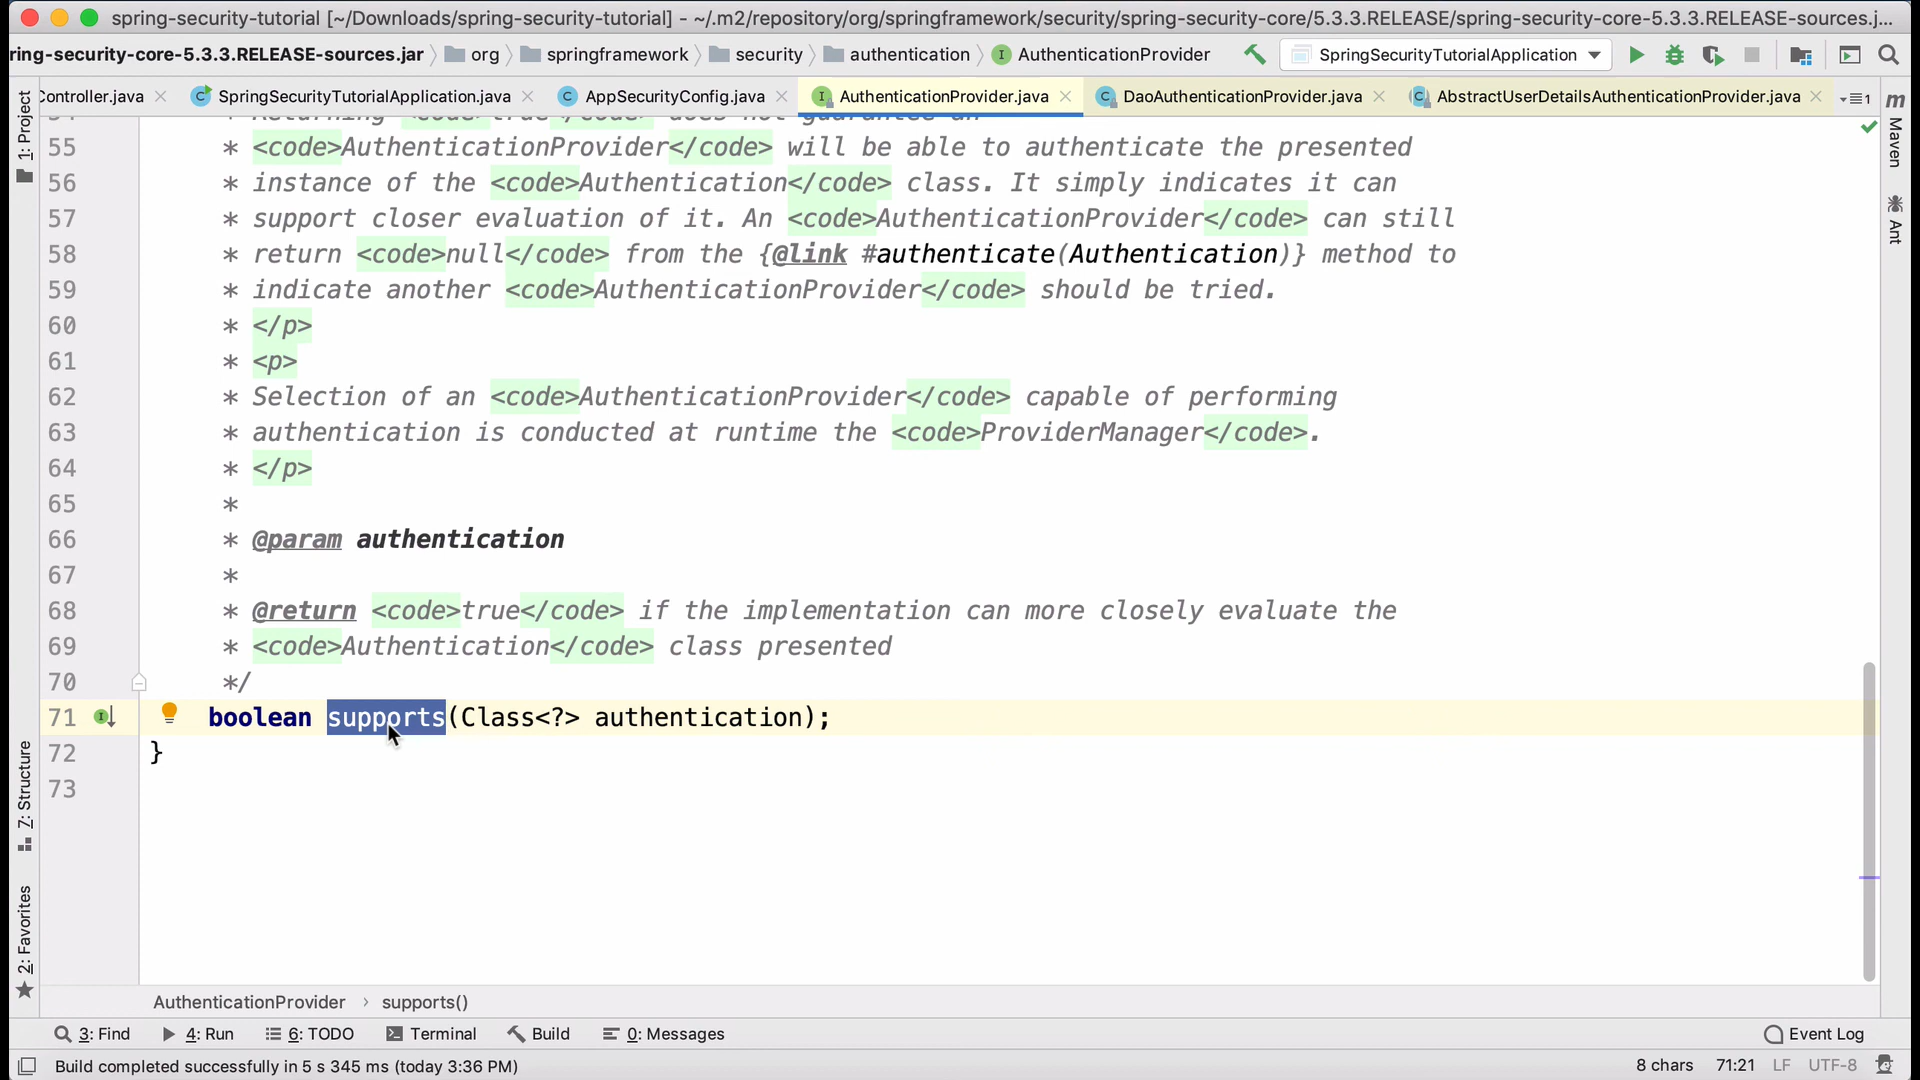 spring-security-tutorial [~/Downloads/spring-security-tutorial] - ~/.m2/repository/org/springframework/security/spring-security-core/5.3.3.RELEASE/spring-security-core-5.3.3.RELEASE-sources.j...
ring-security-core-5.3.3.RELEASE-sources.jar org springframework security authentication AuthenticationProvider SpringSecurityTutorialApplication
Controller.java SpringSecurityTutorialApplication.java AppSecurityConfig.java AuthenticationProvider.java DaoAuthenticationProvider.java AbstractUserDetailsAuthenticationProvider.java 1
1: Project
Z: Structure
2: Favorites
m Maven
Ant
54 * Returning <code>true</code> does not guarantee an
55 * <code>AuthenticationProvider</code> will be able to authenticate the presented
56 * instance of the <code>Authentication</code> class. It simply indicates it can
57 * support closer evaluation of it. An <code>AuthenticationProvider</code> can still
58 * return <code>null</code> from the {@link #authenticate(Authentication)} method to
59 * indicate another <code>AuthenticationProvider</code> should be tried.
60 * </p>
61 * <p>
62 * Selection of an <code>AuthenticationProvider</code> capable of performing
63 * authentication is conducted at runtime the <code>ProviderManager</code>.
64 * </p>
65 *
66 * @param authentication
67 *
68 * @return <code>true</code> if the implementation can more closely evaluate the
69 * <code>Authentication</code> class presented
70 */
71 boolean supports(Class<?> authentication);
72 }
73
AuthenticationProvider › supports()
3: Find 4: Run 6: TODO Terminal Build 0: Messages Event Log
Build completed successfully in 5 s 345 ms (today 3:36 PM) 8 chars 71:21 LF UTF-8